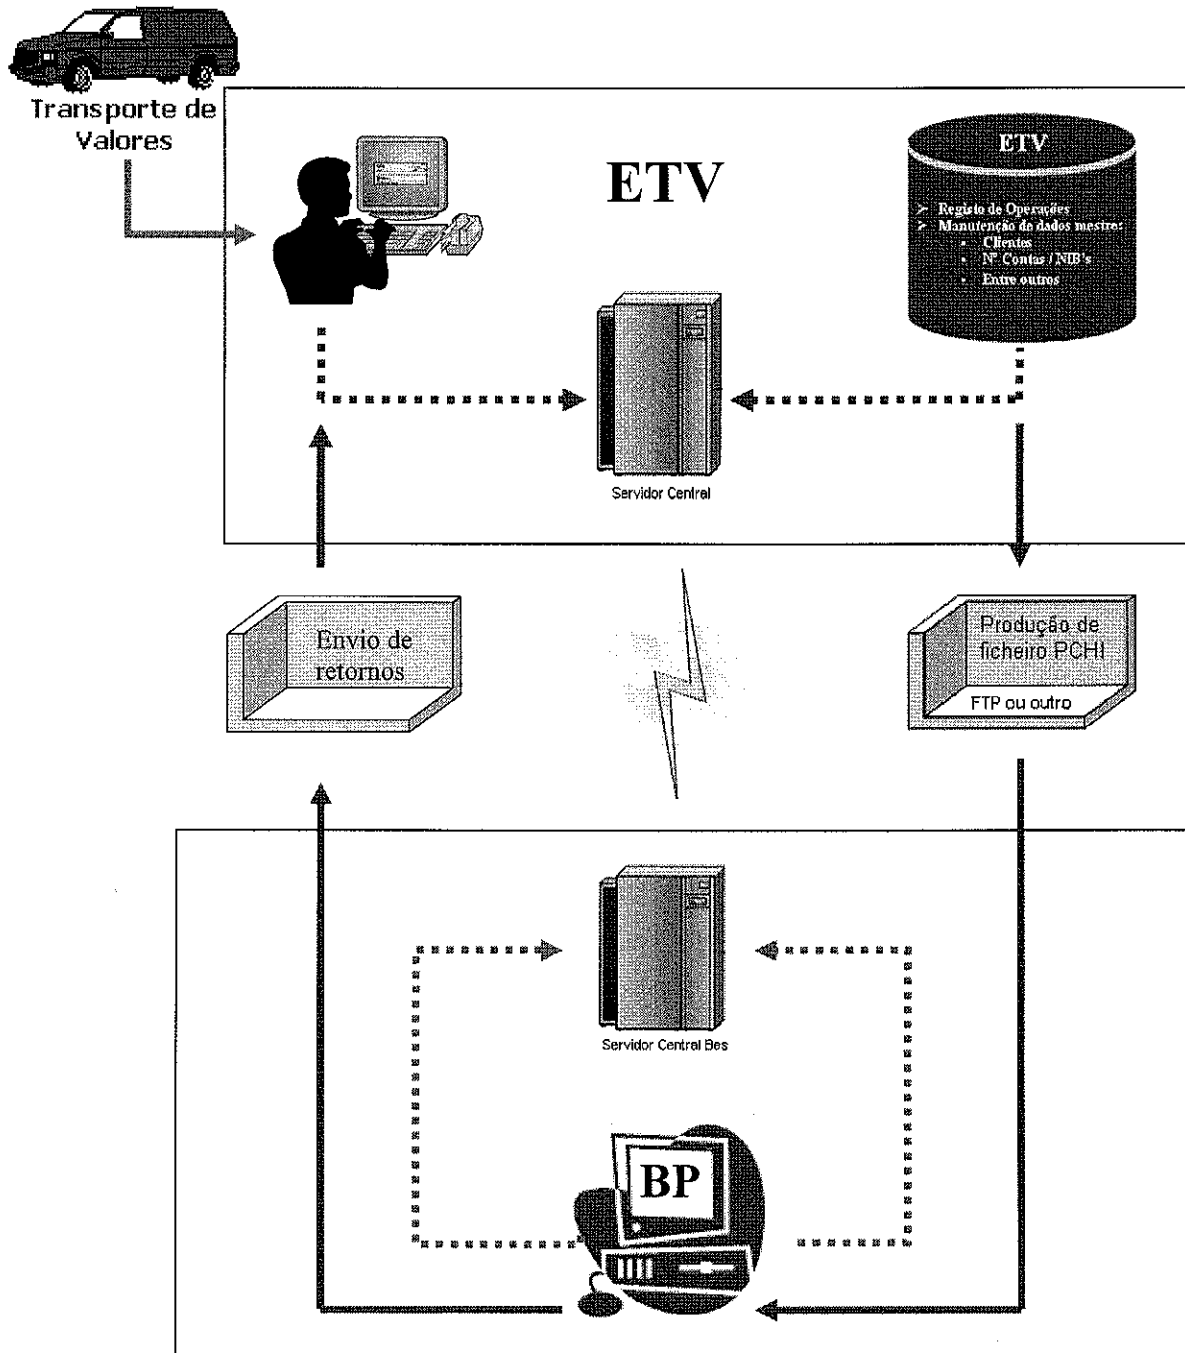 Transporte de
Valores
ETV
ETV
➢ Registo de Operações
➢ Manutenção de dados mestre:
▪ Clientes
▪ Nº Contas / NIB's
▪ Entre outros
Servidor Central
Envio de
retornos
Produção de
ficheiro PCHI
FTP ou outro
Servidor Central Bes
BP